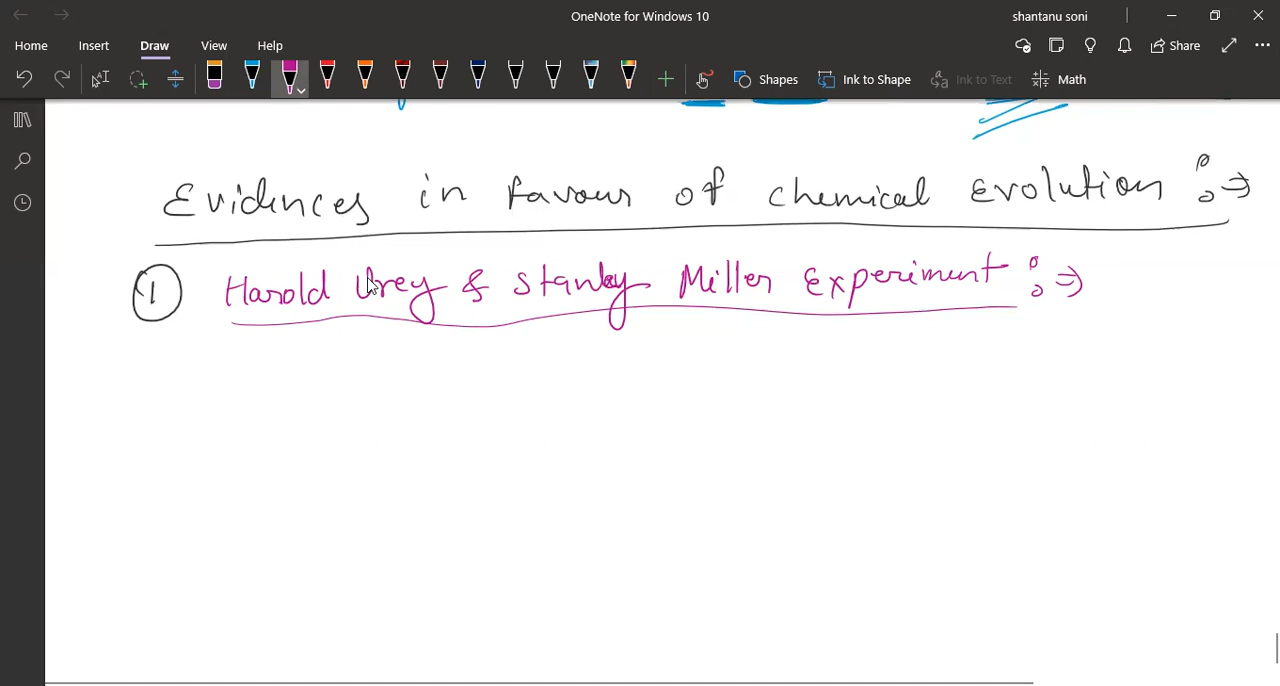 OneNote for Windows 10
shantanu soni
Home Insert Draw View Help
Share
Shapes Ink to Shape Ink to Text Math
Evidences in favour of chemical Evolution :⇒
① Harold Urey & Stanley Miller Experiment :⇒